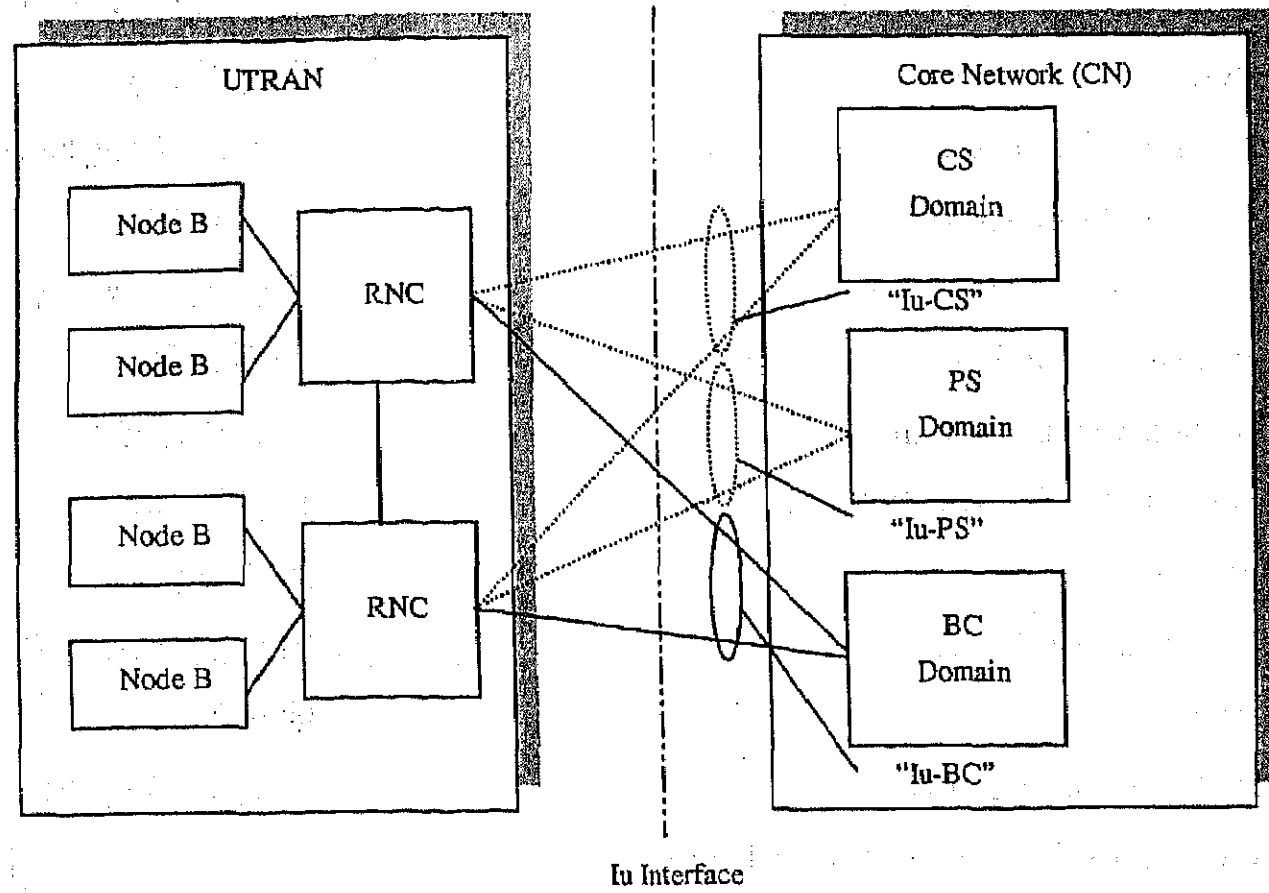 UTRAN
Node B
Node B
RNC
Node B
Node B
RNC
Core Network (CN)
CS
Domain
“Iu-CS”
PS
Domain
“Iu-PS”
BC
Domain
“Iu-BC”
Iu Interface